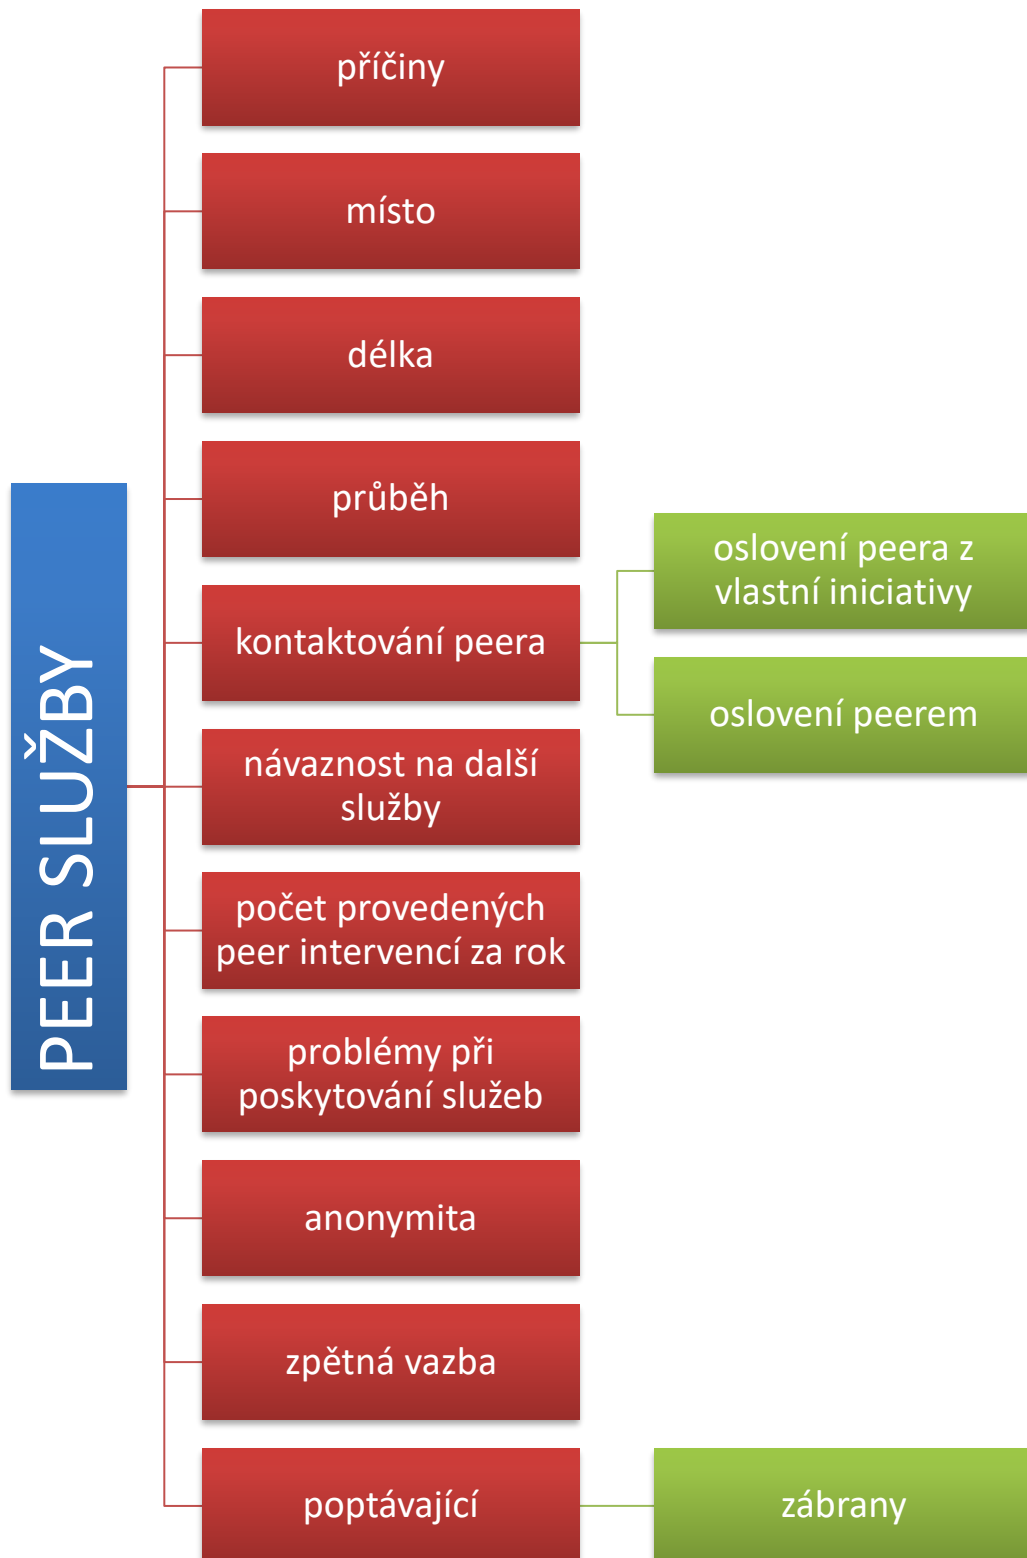 PEER SLUŽBY
příčiny
místo
délka
průběh
kontaktování peera
oslovení peera z
vlastní iniciativy
oslovení peerem
návaznost na další
služby
počet provedených
peer intervencí za rok
problémy při
poskytování služeb
anonymita
zpětná vazba
poptávající
zábrany